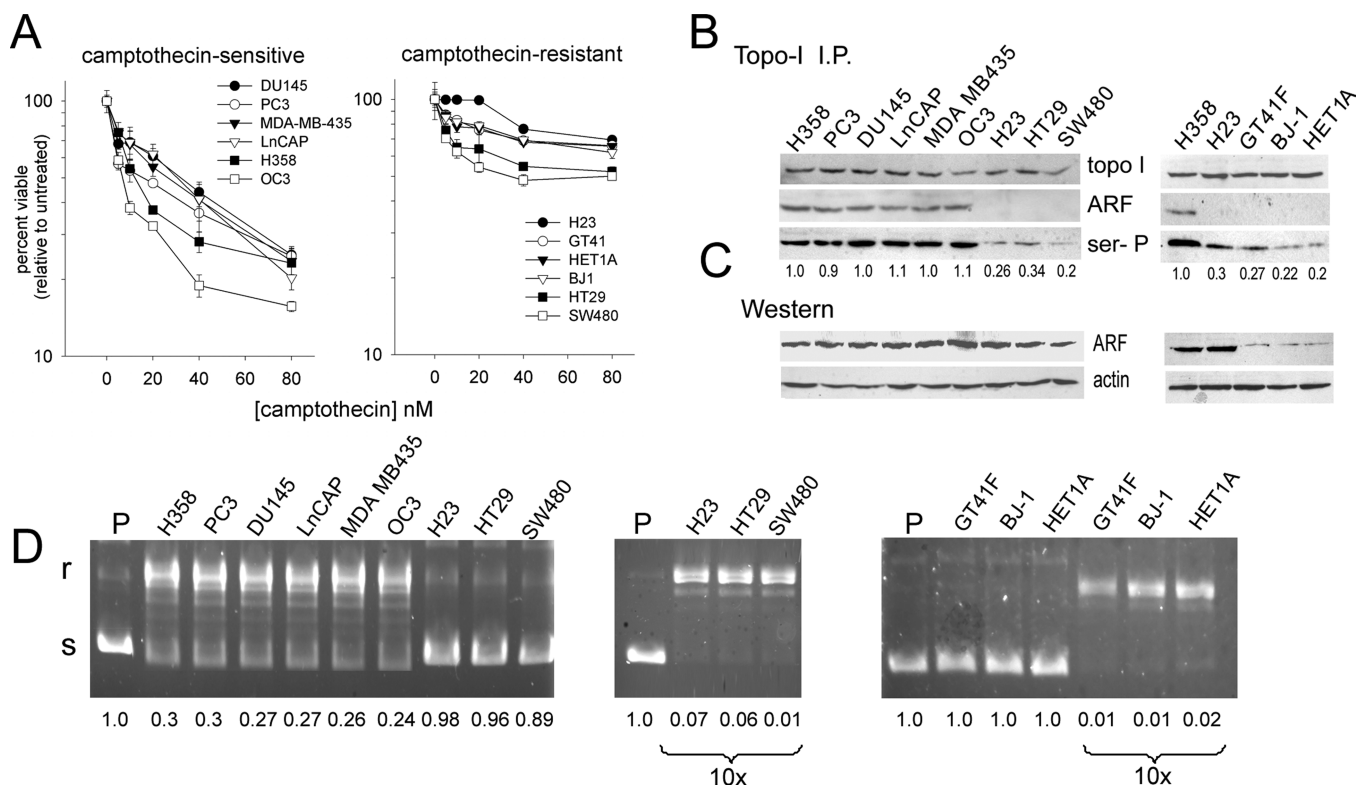 A
camptothecin-sensitive
camptothecin-resistant
percent viable
(relative to untreated)
100
10
DU145
PC3
MDA-MB-435
LnCAP
H358
OC3
0 20 40 60 80
100
10
H23
GT41
HET1A
BJ1
HT29
SW480
0 20 40 60 80
[camptothecin] nM
B
Topo-I I.P.
H358 PC3 DU145 LnCAP MDA MB435 OC3 H23 HT29 SW480
H358 H23 GT41F BJ-1 HET1A
topo I
ARF
ser- P
1.0 0.9 1.0 1.1 1.0 1.1 0.26 0.34 0.2
1.0 0.3 0.27 0.22 0.2
C
Western
ARF
actin
D
P H358 PC3 DU145 LnCAP MDA MB435 OC3 H23 HT29 SW480
r
s
1.0 0.3 0.3 0.27 0.27 0.26 0.24 0.98 0.96 0.89
P H23 HT29 SW480
1.0 0.07 0.06 0.01
10x
P GT41F BJ-1 HET1A GT41F BJ-1 HET1A
1.0 1.0 1.0 1.0 0.01 0.01 0.02
10x